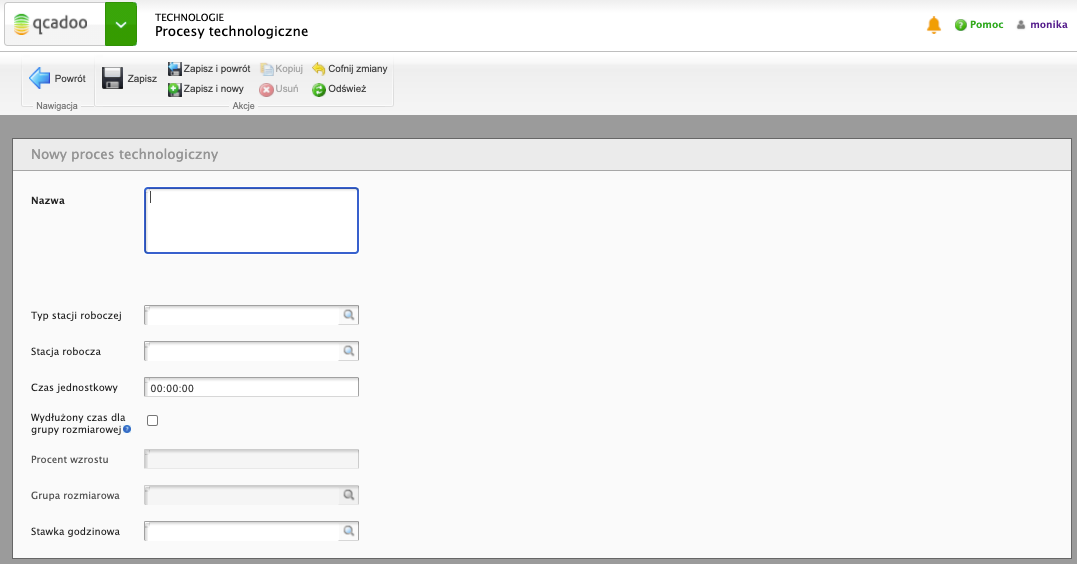 qcadoo
TECHNOLOGIE
Procesy technologiczne
Pomoc
monika
Powrót
Zapisz
Zapisz i powrót
Kopiuj
Cofnij zmiany
Zapisz i nowy
Usuń
Odśwież
Nawigacja
Akcje
Nowy proces technologiczny
Nazwa
Typ stacji roboczej
Stacja robocza
Czas jednostkowy
00:00:00
Wydłużony czas dla
grupy rozmiarowej
Procent wzrostu
Grupa rozmiarowa
Stawka godzinowa